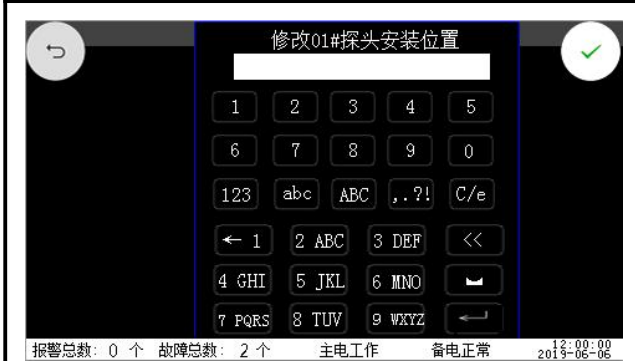 修改01#探头安装位置
1 2 3 4 5
6 7 8 9 0
123 abc ABC ,.?! C/e
← 1 2 ABC 3 DEF <<
4 GHI 5 JKL 6 MNO
7 PQRS 8 TUV 9 WXYZ
报警总数: 0 个 故障总数: 2 个 主电工作 备电正常 12:00:00
2019-06-06